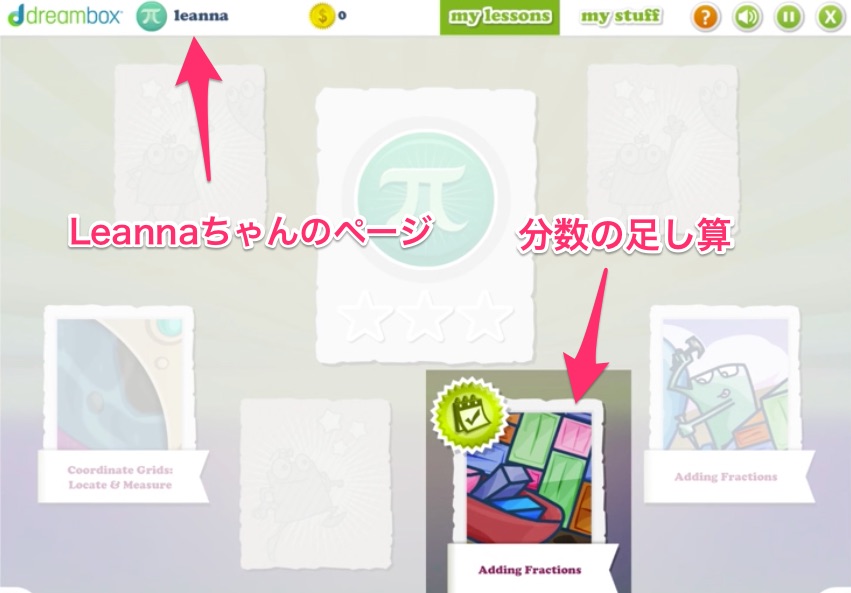 dreambox
leanna
0
my lessons
my stuff
?
π
Leannaちゃんのページ
分数の足し算
Coordinate Grids:
Locate & Measure
Adding Fractions
Adding Fractions